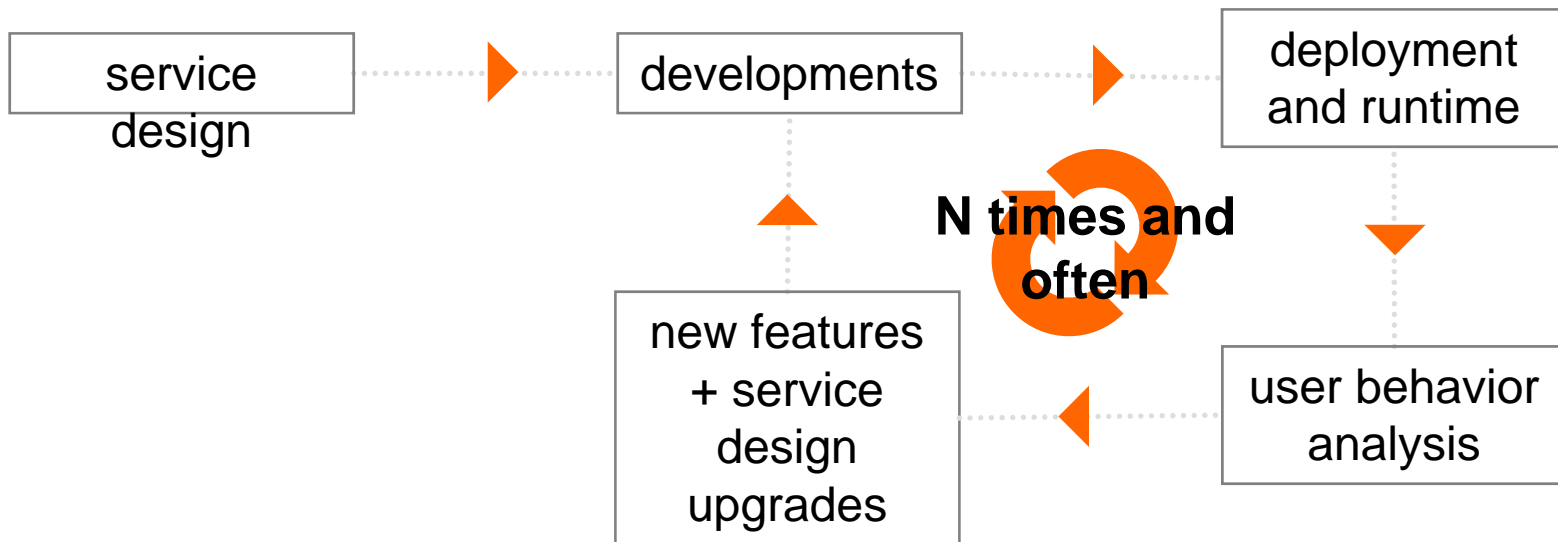 service
design
developments
deployment
and runtime
N times and
often
new features
+ service
design
upgrades
user behavior
analysis